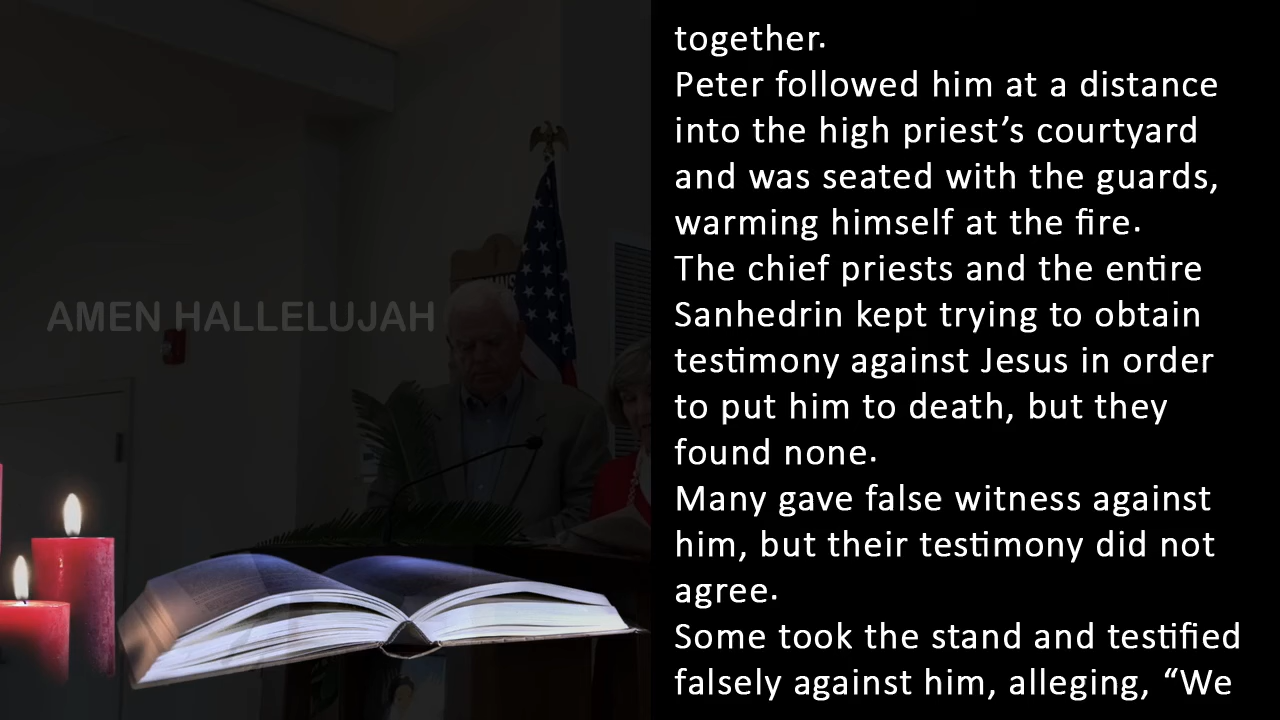 together.
Peter followed him at a distance
into the high priest’s courtyard
and was seated with the guards,
warming himself at the fire.
The chief priests and the entire
Sanhedrin kept trying to obtain
testimony against Jesus in order
to put him to death, but they
found none.
Many gave false witness against
him, but their testimony did not
agree.
Some took the stand and testified
falsely against him, alleging, “We
AMEN HALLELUJAH